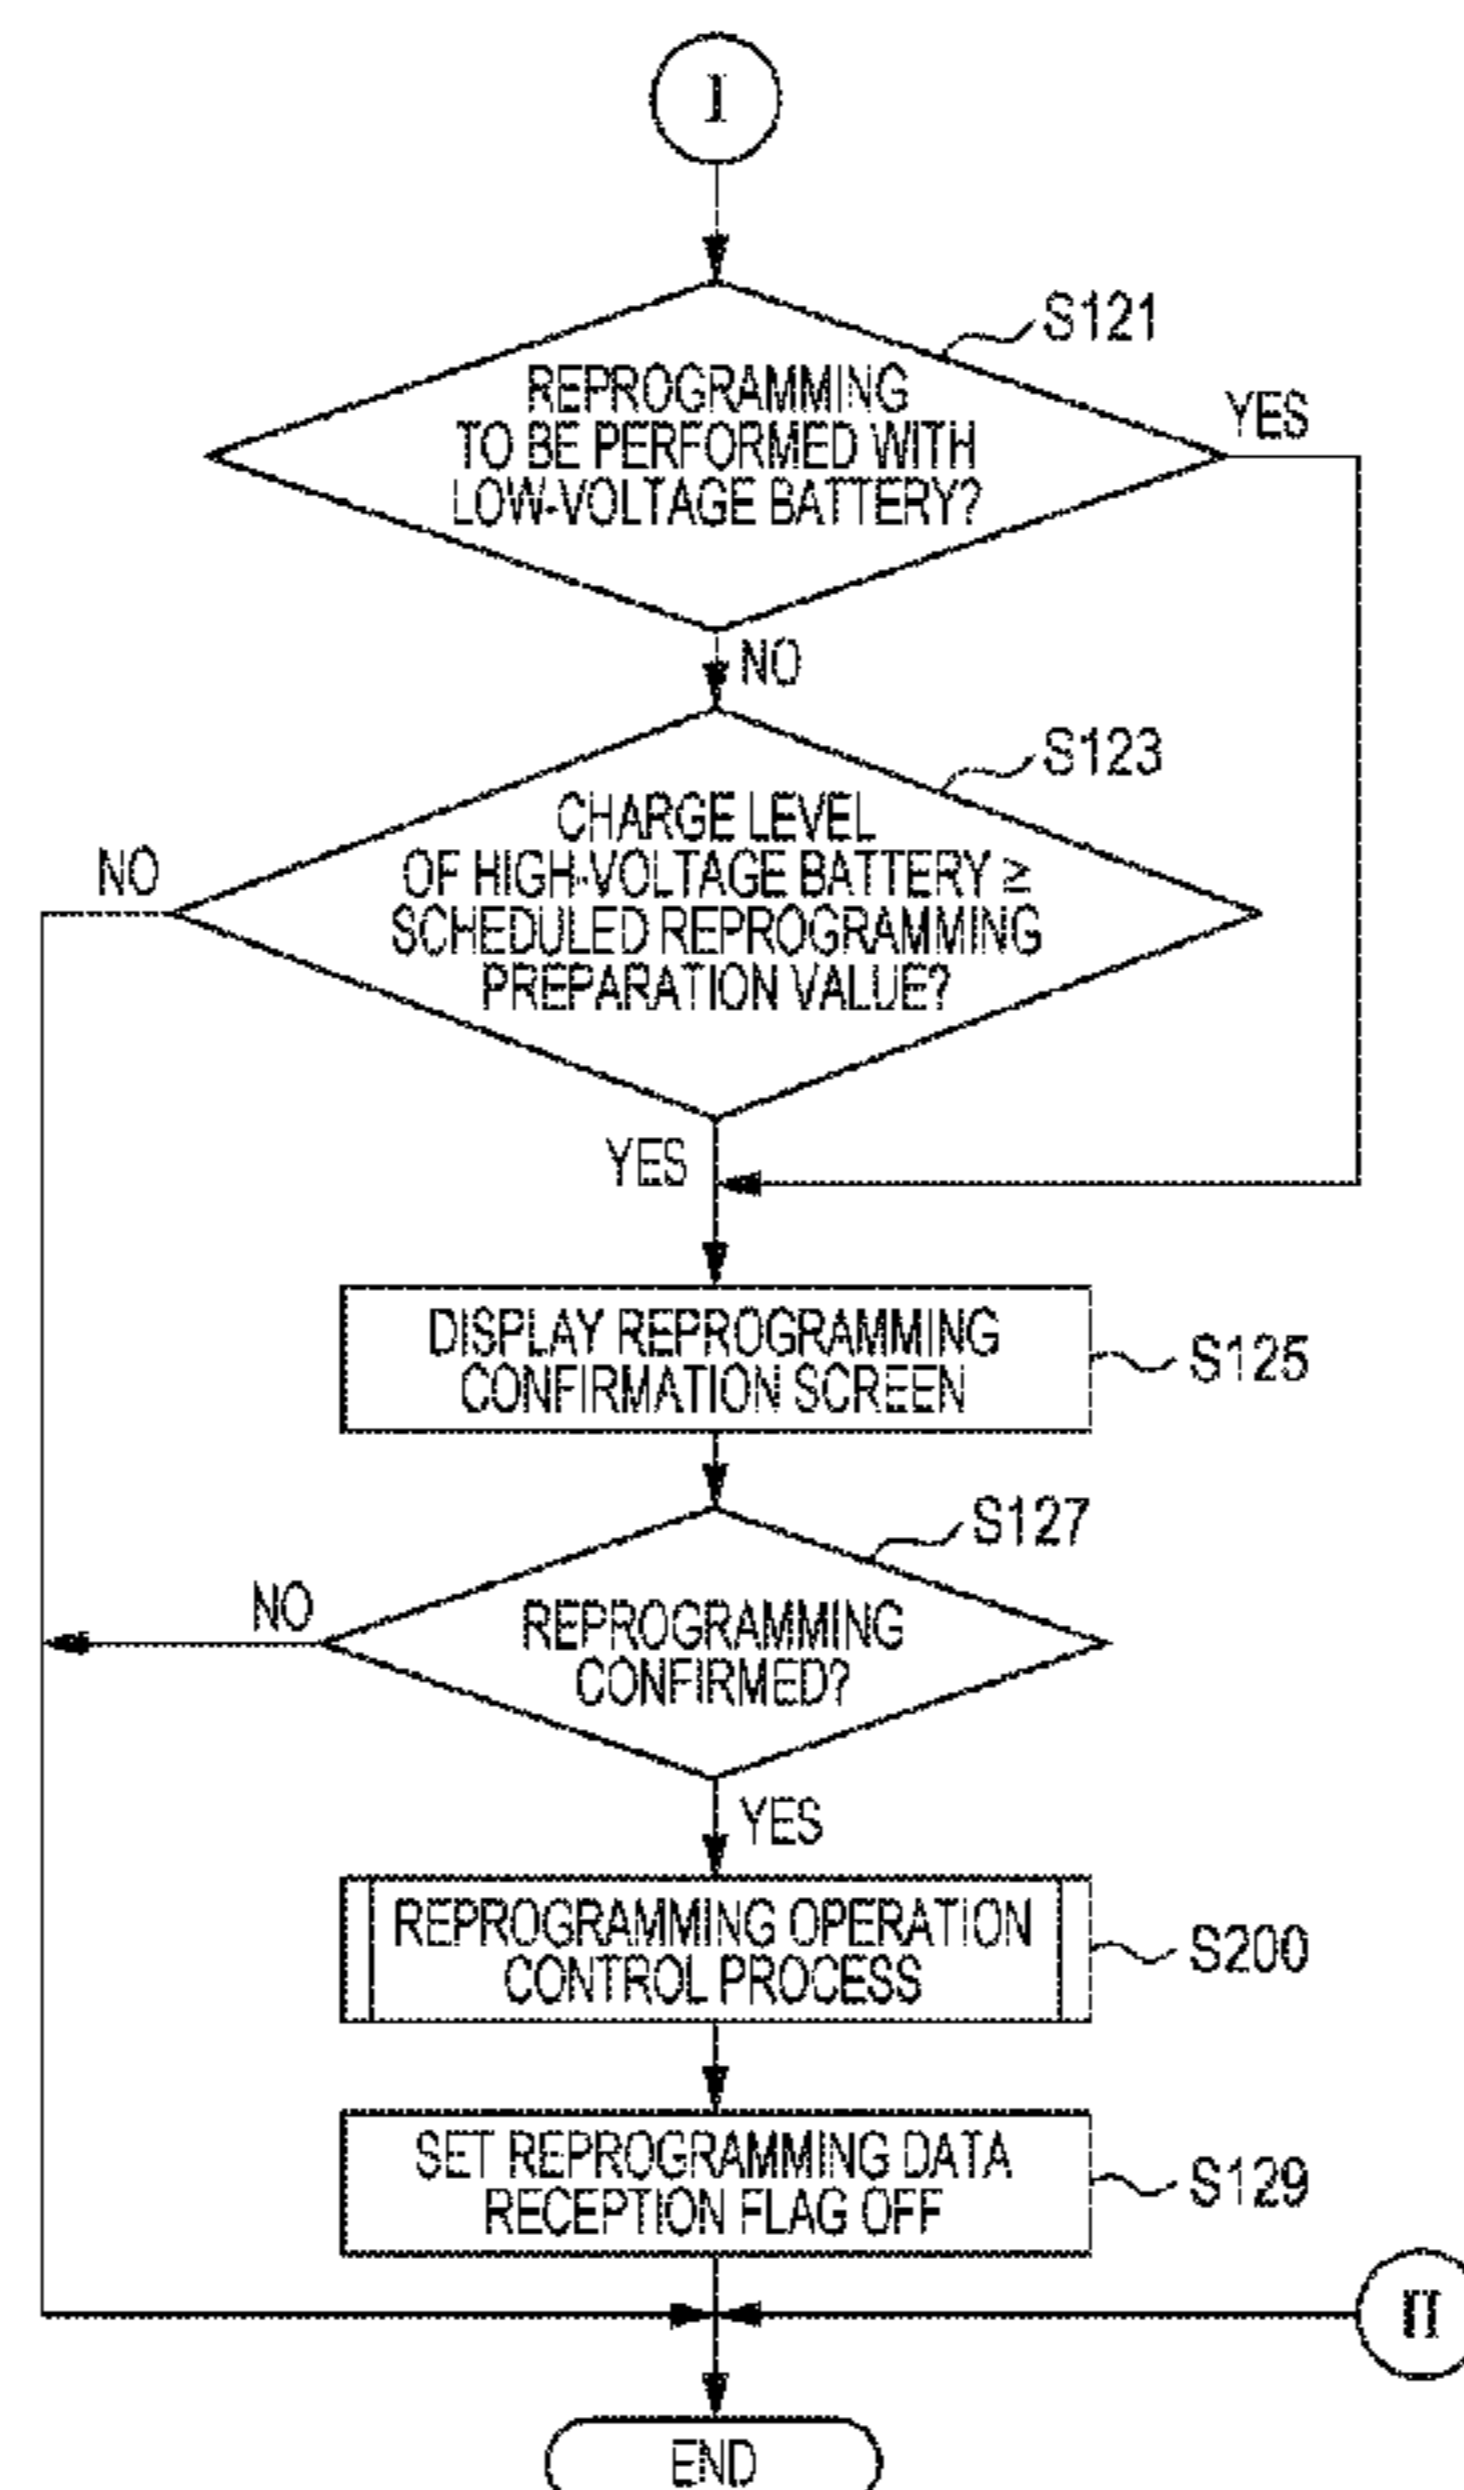 I
S121
REPROGRAMMING
TO BE PERFORMED WITH
LOW-VOLTAGE BATTERY?
YES
NO
S123
CHARGE LEVEL
OF HIGH-VOLTAGE BATTERY ≥
SCHEDULED REPROGRAMMING
PREPARATION VALUE?
NO
YES
DISPLAY REPROGRAMMING
CONFIRMATION SCREEN
S125
S127
NO
REPROGRAMMING
CONFIRMED?
YES
REPROGRAMMING OPERATION
CONTROL PROCESS
S200
SET REPROGRAMMING DATA
RECEPTION FLAG OFF
S129
II
END